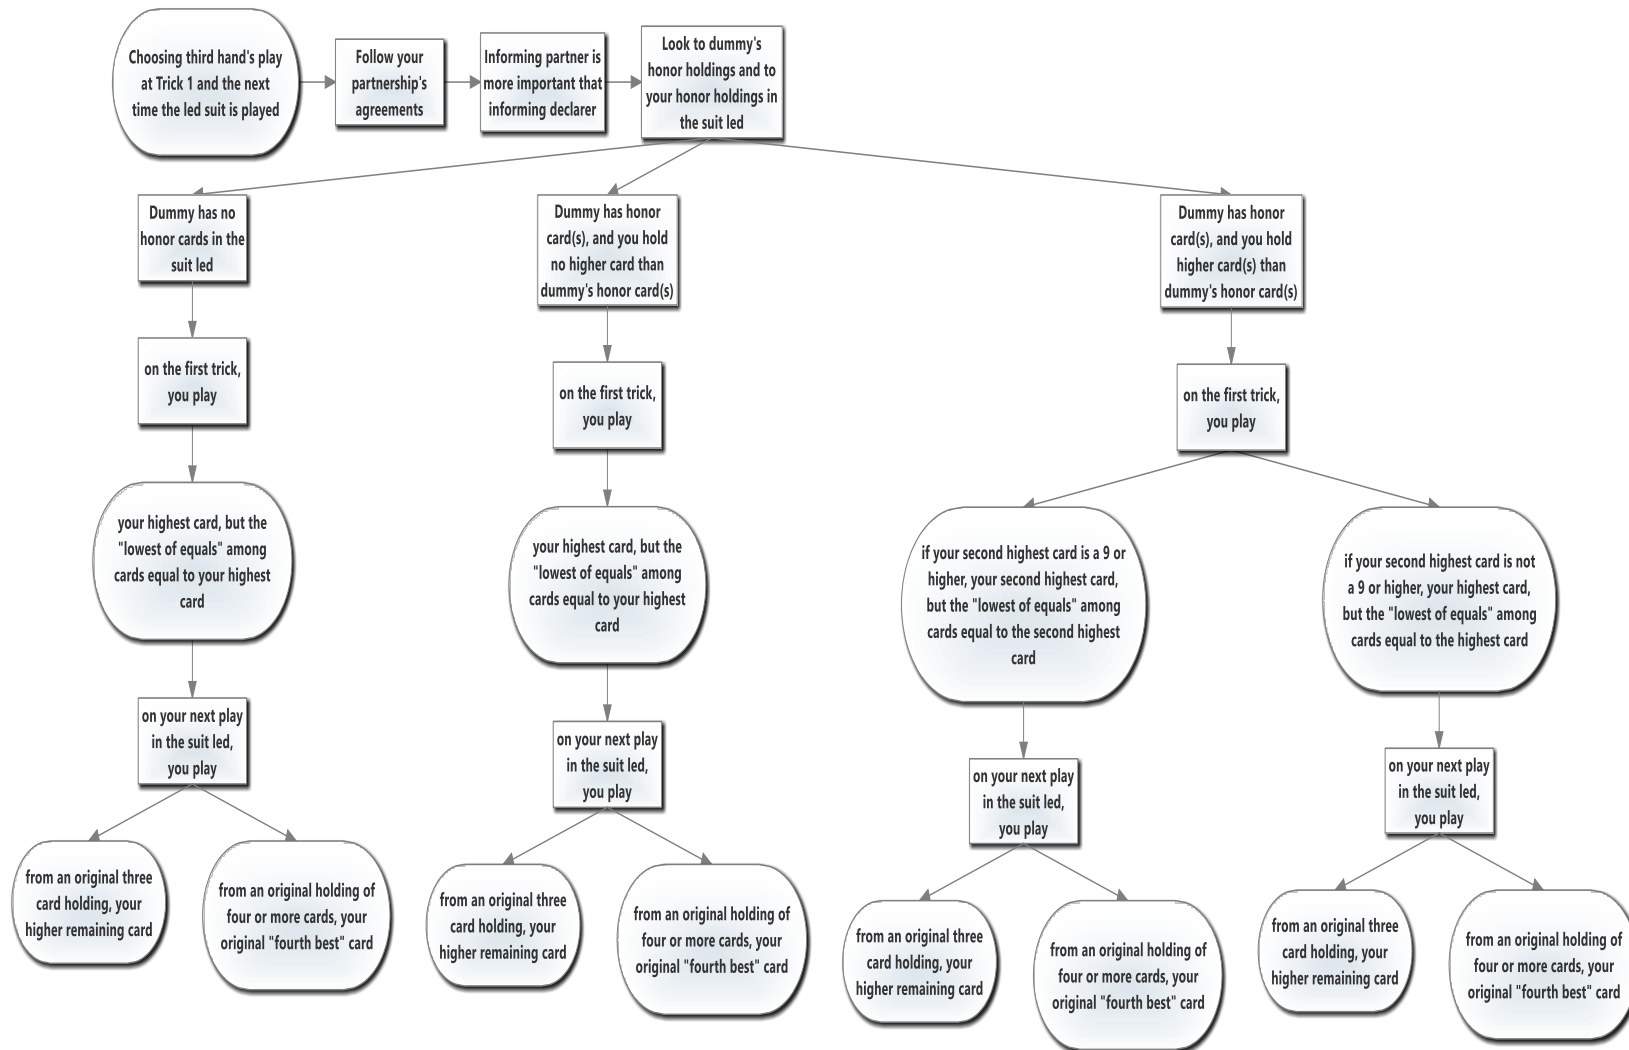 Choosing third hand's play
at Trick 1 and the next
time the led suit is played
Follow your
partnership's
agreements
Informing partner is
more important that
informing declarer
Look to dummy's
honor holdings and to
your honor holdings in
the suit led
Dummy has no
honor cards in the
suit led
on the first trick,
you play
your highest card, but the
"lowest of equals" among
cards equal to your highest
card
on your next play
in the suit led,
you play
from an original three
card holding, your
higher remaining card
from an original holding of
four or more cards, your
original "fourth best" card
Dummy has honor
card(s), and you hold
no higher card than
dummy's honor card(s)
on the first trick,
you play
your highest card, but the
"lowest of equals" among
cards equal to your highest
card
on your next play
in the suit led,
you play
from an original three
card holding, your
higher remaining card
from an original holding of
four or more cards, your
original "fourth best" card
Dummy has honor
card(s), and you hold
higher card(s) than
dummy's honor card(s)
on the first trick,
you play
if your second highest card is a 9 or
higher, your second highest card,
but the "lowest of equals" among
cards equal to the second highest
card
on your next play
in the suit led,
you play
from an original three
card holding, your
higher remaining card
from an original holding of
four or more cards, your
original "fourth best" card
if your second highest card is not
a 9 or higher, your highest card,
but the "lowest of equals" among
cards equal to the highest card
on your next play
in the suit led,
you play
from an original three
card holding, your
higher remaining card
from an original holding of
four or more cards, your
original "fourth best" card